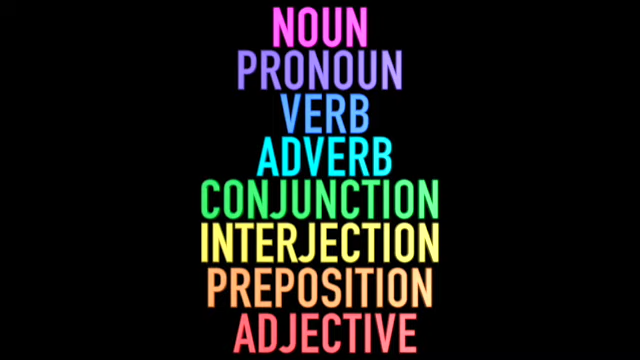 NOUN
PRONOUN
VERB
ADVERB
CONJUNCTION
INTERJECTION
PREPOSITION
ADJECTIVE